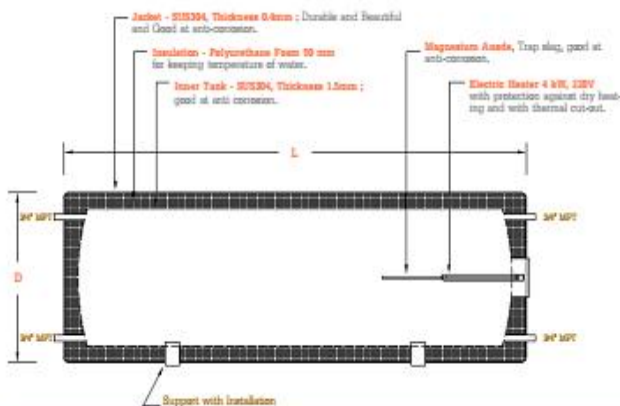 Jacket - SUS304, Thickness 0.4mm ; Durable and Beautiful
and Good at anti-corrosion.
Insulation - Polyurethane Foam 50 mm
for keeping temperature of water.
Inner Tank - SUS304, Thickness 1.5mm ;
good at anti corrosion.
Magnesium Anode, Trap slag, good at
anti-corrosion.
Electric Heater 4 kW, 220V
with protection against dry heat-
ing and with thermal cut-out.
L
3/4" MPT
3/4" MPT
D
3/4" MPT
3/4" MPT
Support with Installation